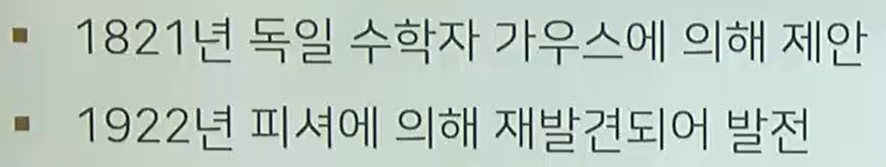 ▪ 1821년 독일 수학자 가우스에 의해 제안
▪ 1922년 피셔에 의해 재발견되어 발전